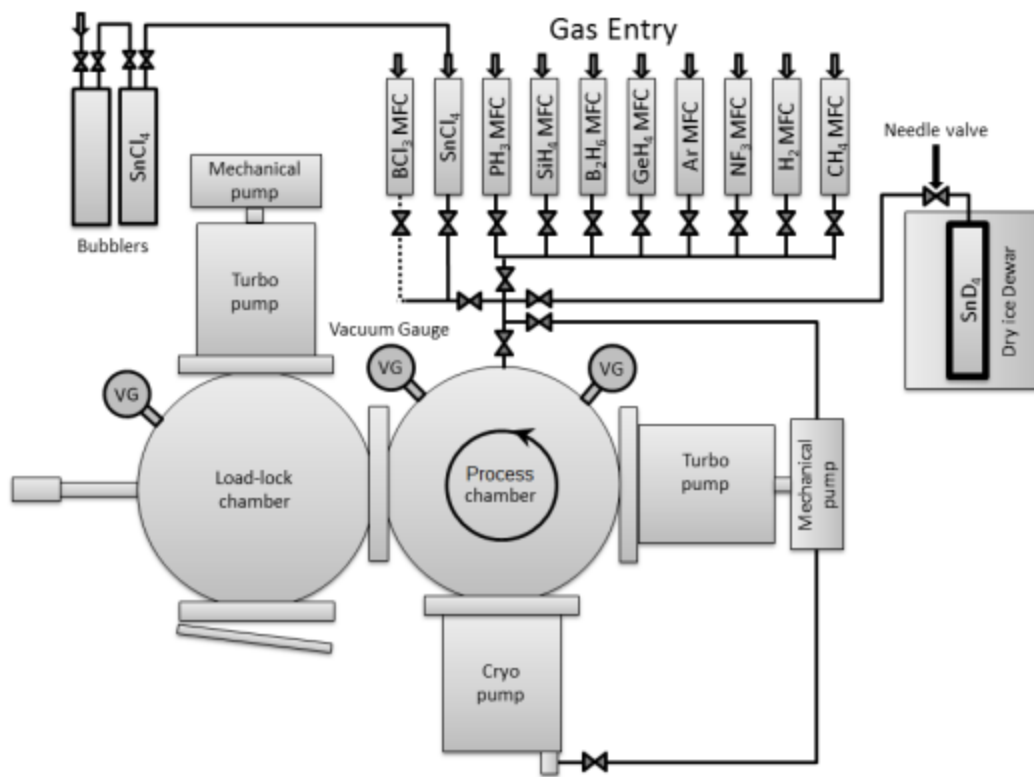 Gas Entry
SnCl₄
Bubblers
BCl₃ MFC
SnCl₄
PH₃ MFC
SiH₄ MFC
B₂H₆ MFC
GeH₄ MFC
Ar MFC
NF₃ MFC
H₂ MFC
CH₄ MFC
Needle valve
SnD₄
Dry ice Dewar
Mechanical
pump
Turbo
pump
Vacuum Gauge
VG
VG
VG
Load-lock
chamber
Process
chamber
Turbo
pump
Mechanical
pump
Cryo
pump